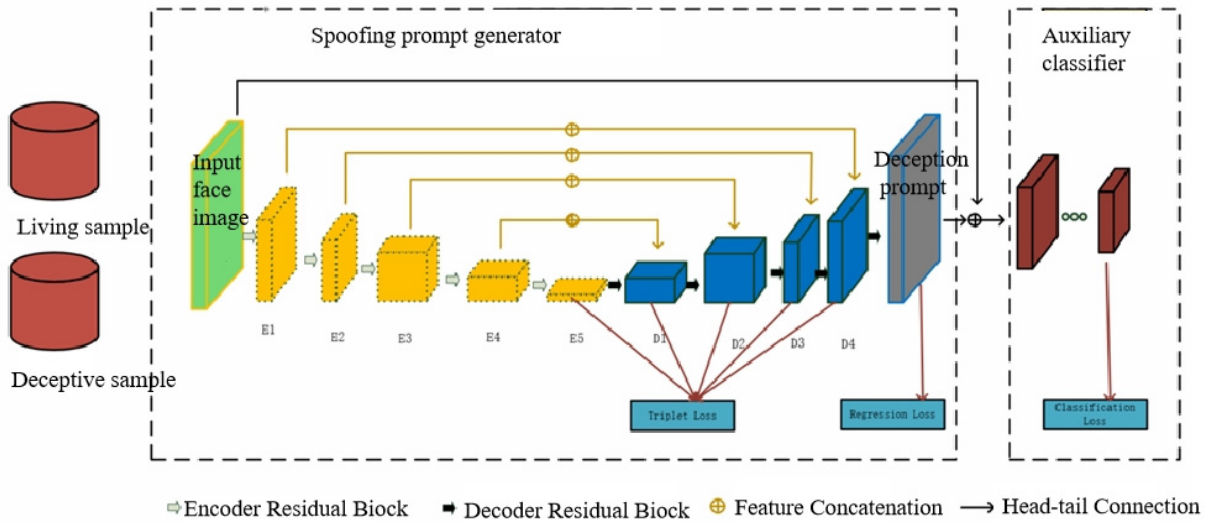 Spoofing prompt generator
Auxiliary
classifier
Input
face
image
Deception
prompt
Living sample
Deceptive sample
E1
E2
E3
E4
E5
D1
D2
D3
D4
Triplet Loss
Regression Loss
Classification
Loss
Encoder Residual Block
Decoder Residual Block
Feature Concatenation
Head-tail Connection